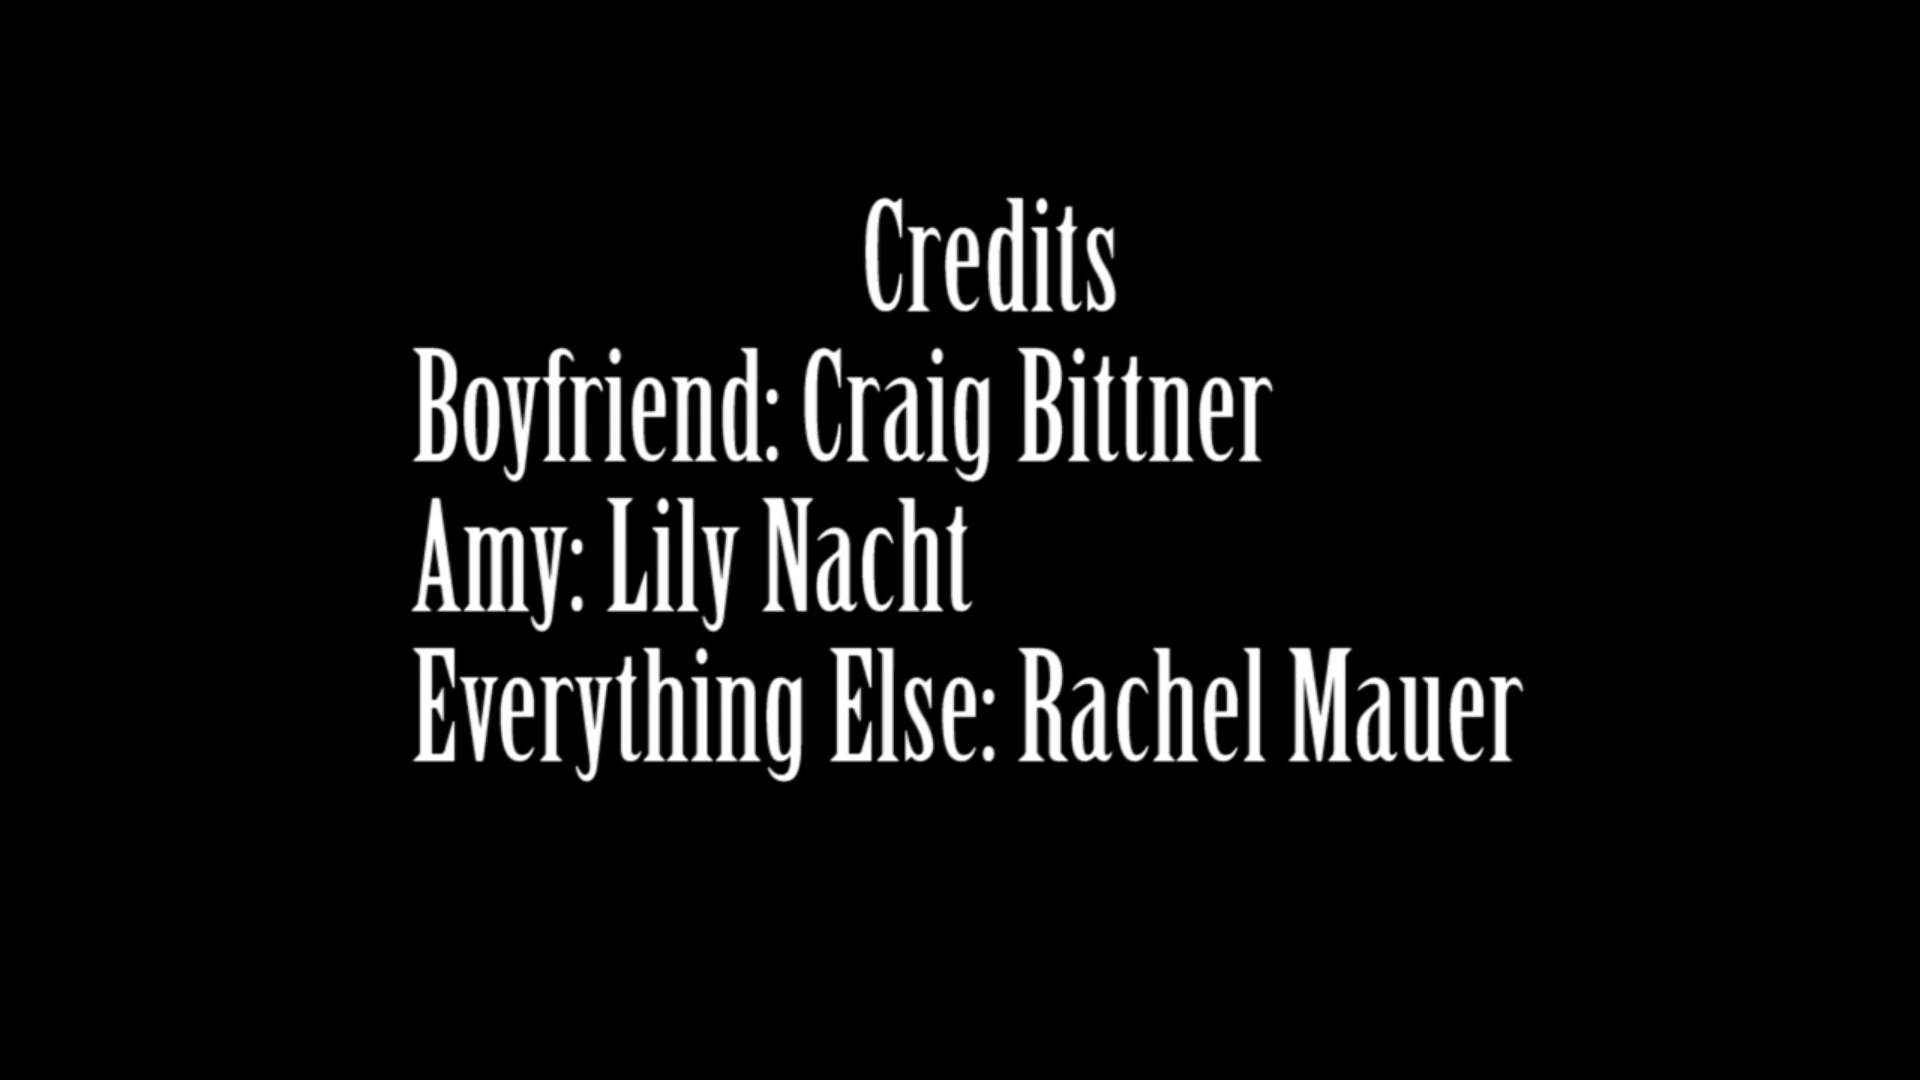 Credits
Boyfriend: Craig Bittner
Amy: Lily Nacht
Everything Else: Rachel Mauer